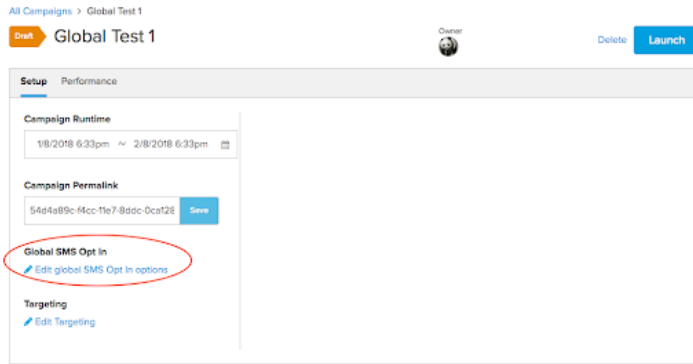 All Campaigns > Global Test 1
Draft Global Test 1
Owner
Delete Launch
Setup Performance
Campaign Runtime
1/8/2018 6:33pm ~ 2/8/2018 6:33pm
Campaign Permalink
54d4a89c-f4cc-11e7-8ddc-0ca128 Save
Global SMS Opt In
Edit global SMS Opt In options
Targeting
Edit Targeting